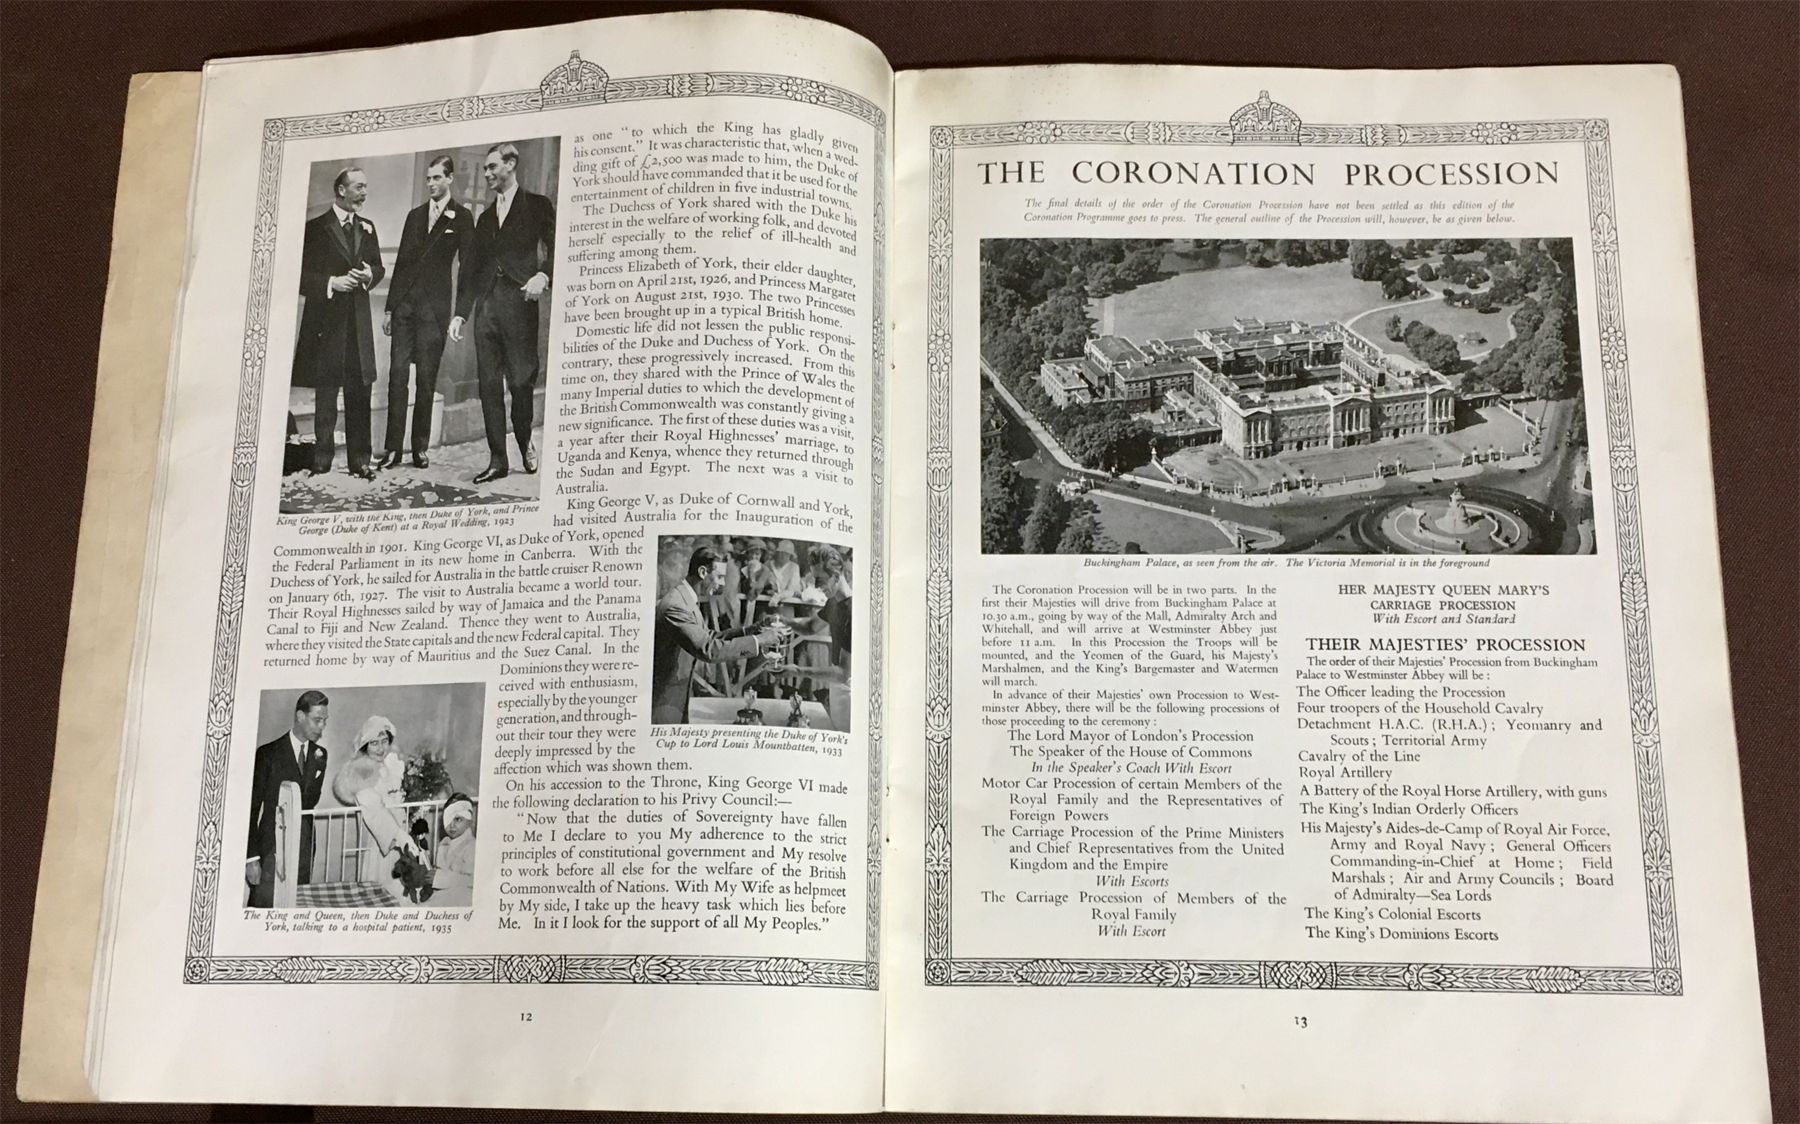 as one "to which the King has gladly given
his consent." It was characteristic that, when a wed-
ding gift of £2,500 was made to him, the Duke of
York should have commanded that it be used for the
entertainment of children in five industrial towns.
The Duchess of York shared with the Duke his
interest in the welfare of working folk, and devoted
herself especially to the relief of ill-health and
suffering among them.
Princess Elizabeth of York, their elder daughter,
was born on April 21st, 1926, and Princess Margaret
of York on August 21st, 1930. The two Princesses
have been brought up in a typical British home.
Domestic life did not lessen the public responsi-
bilities of the Duke and Duchess of York. On the
contrary, these progressively increased. From this
time on, they shared with the Prince of Wales the
many Imperial duties to which the development of
the British Commonwealth was constantly giving a
new significance. The first of these duties was a visit,
a year after their Royal Highnesses' marriage, to
Uganda and Kenya, whence they returned through
the Sudan and Egypt. The next was a visit to
Australia.
King George V, as Duke of Cornwall and York,
had visited Australia for the Inauguration of the
King George V, with the King, then Duke of York, and Prince
George (Duke of Kent) at a Royal Wedding, 1923
Commonwealth in 1901. King George VI, as Duke of York, opened
the Federal Parliament in its new home in Canberra. With the
Duchess of York, he sailed for Australia in the battle cruiser Renown
on January 6th, 1927. The visit to Australia became a world tour.
Their Royal Highnesses sailed by way of Jamaica and the Panama
Canal to Fiji and New Zealand. Thence they went to Australia,
where they visited the State capitals and the new Federal capital. They
returned home by way of Mauritius and the Suez Canal. In the
Dominions they were re-
ceived with enthusiasm,
especially by the younger
generation, and through-
out their tour they were
deeply impressed by the
affection which was shown them.
His Majesty presenting the Duke of York's
Cup to Lord Louis Mountbatten, 1933
On his accession to the Throne, King George VI made
the following declaration to his Privy Council:—
"Now that the duties of Sovereignty have fallen
to Me I declare to you My adherence to the strict
principles of constitutional government and My resolve
to work before all else for the welfare of the British
Commonwealth of Nations. With My Wife as helpmeet
by My side, I take up the heavy task which lies before
Me. In it I look for the support of all My Peoples."
The King and Queen, then Duke and Duchess of
York, talking to a hospital patient, 1935
12
THE CORONATION PROCESSION
The final details of the order of the Coronation Procession have not been settled as this edition of the
Coronation Programme goes to press. The general outline of the Procession will, however, be as given below.
Buckingham Palace, as seen from the air. The Victoria Memorial is in the foreground
The Coronation Procession will be in two parts. In the
first their Majesties will drive from Buckingham Palace at
10.30 a.m., going by way of the Mall, Admiralty Arch and
Whitehall, and will arrive at Westminster Abbey just
before 11 a.m. In this Procession the Troops will be
mounted, and the Yeomen of the Guard, his Majesty's
Marshalmen, and the King's Bargemaster and Watermen
will march.
In advance of their Majesties' own Procession to West-
minster Abbey, there will be the following processions of
those proceeding to the ceremony :
The Lord Mayor of London's Procession
The Speaker of the House of Commons
In the Speaker's Coach With Escort
Motor Car Procession of certain Members of the
Royal Family and the Representatives of
Foreign Powers
The Carriage Procession of the Prime Ministers
and Chief Representatives from the United
Kingdom and the Empire
With Escorts
The Carriage Procession of Members of the
Royal Family
With Escort
HER MAJESTY QUEEN MARY'S
CARRIAGE PROCESSION
With Escort and Standard
THEIR MAJESTIES' PROCESSION
The order of their Majesties' Procession from Buckingham
Palace to Westminster Abbey will be :
The Officer leading the Procession
Four troopers of the Household Cavalry
Detachment H.A.C. (R.H.A.) ; Yeomanry and
Scouts ; Territorial Army
Cavalry of the Line
Royal Artillery
A Battery of the Royal Horse Artillery, with guns
The King's Indian Orderly Officers
His Majesty's Aides-de-Camp of Royal Air Force,
Army and Royal Navy ; General Officers
Commanding-in-Chief at Home ; Field
Marshals ; Air and Army Councils ; Board
of Admiralty—Sea Lords
The King's Colonial Escorts
The King's Dominions Escorts
13